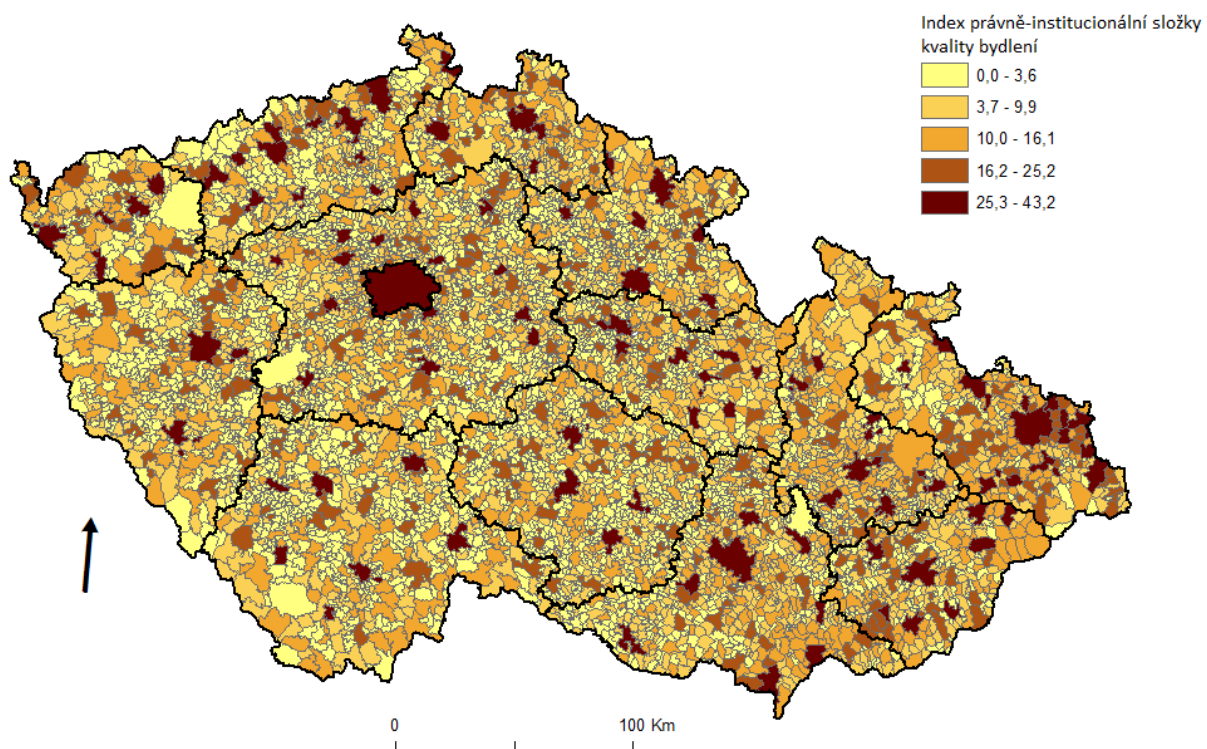 Index právně-institucionální složky
kvality bydlení
0,0 - 3,6
3,7 - 9,9
10,0 - 16,1
16,2 - 25,2
25,3 - 43,2
0 100 Km